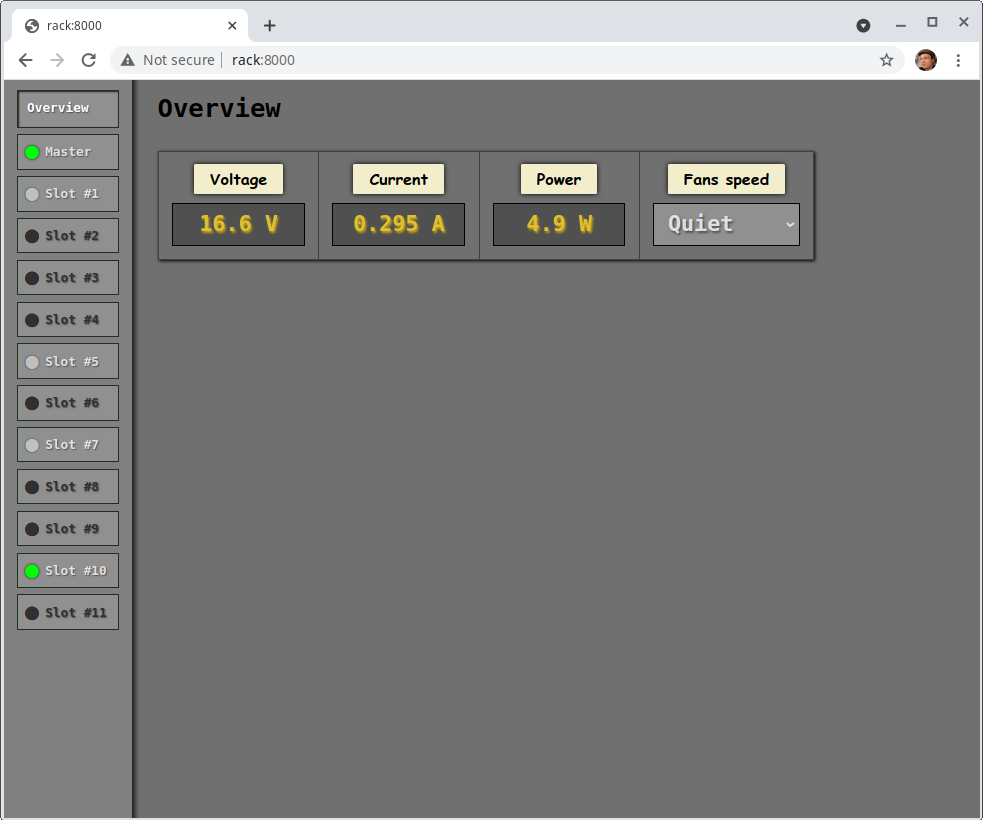 rack:8000
Not secure
rack:8000
Overview
Master
Slot #1
Slot #2
Slot #3
Slot #4
Slot #5
Slot #6
Slot #7
Slot #8
Slot #9
Slot #10
Slot #11
Overview
Voltage
Current
Power
Fans speed
16.6 V
0.295 A
4.9 W
Quiet